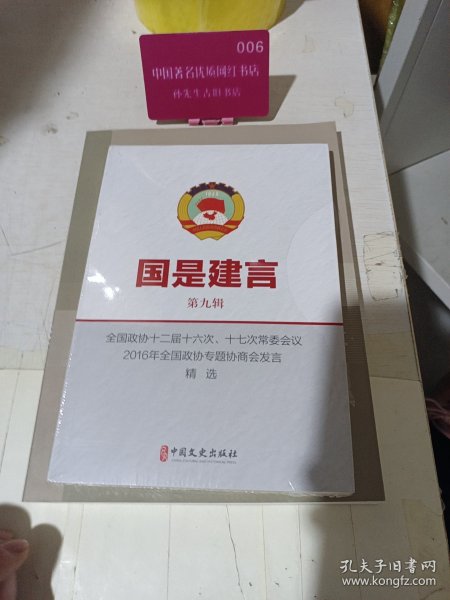 006
中国著名优质网红书店
孙先生古旧书店
国是建言
第九辑
全国政协十二届十六次、十七次常委会议
2016年全国政协专题协商会发言
精 选
中国文史出版社
孔夫子旧书网
www.kongfz.com